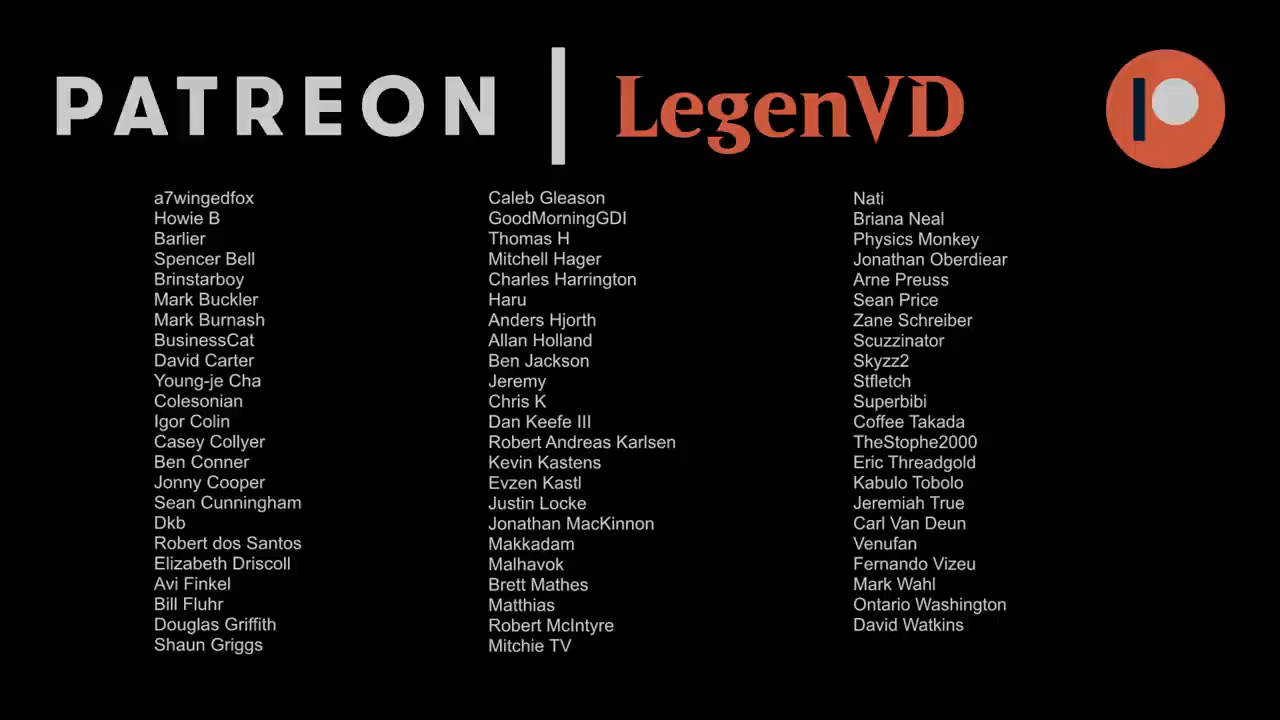 PATREON | LegenVD
a7wingedfox
Howie B
Barlier
Spencer Bell
Brinstarboy
Mark Buckler
Mark Burnash
BusinessCat
David Carter
Young-je Cha
Colesonian
Igor Colin
Casey Collyer
Ben Conner
Jonny Cooper
Sean Cunningham
Dkb
Robert dos Santos
Elizabeth Driscoll
Avi Finkel
Bill Fluhr
Douglas Griffith
Shaun Griggs
Caleb Gleason
GoodMorningGDI
Thomas H
Mitchell Hager
Charles Harrington
Haru
Anders Hjorth
Allan Holland
Ben Jackson
Jeremy
Chris K
Dan Keefe III
Robert Andreas Karlsen
Kevin Kastens
Evzen Kastl
Justin Locke
Jonathan MacKinnon
Makkadam
Malhavok
Brett Mathes
Matthias
Robert McIntyre
Mitchie TV
Nati
Briana Neal
Physics Monkey
Jonathan Oberdiear
Arne Preuss
Sean Price
Zane Schreiber
Scuzzinator
Skyzz2
Stfletch
Superbibi
Coffee Takada
TheStophe2000
Eric Threadgold
Kabulo Tobolo
Jeremiah True
Carl Van Deun
Venufan
Fernando Vizeu
Mark Wahl
Ontario Washington
David Watkins